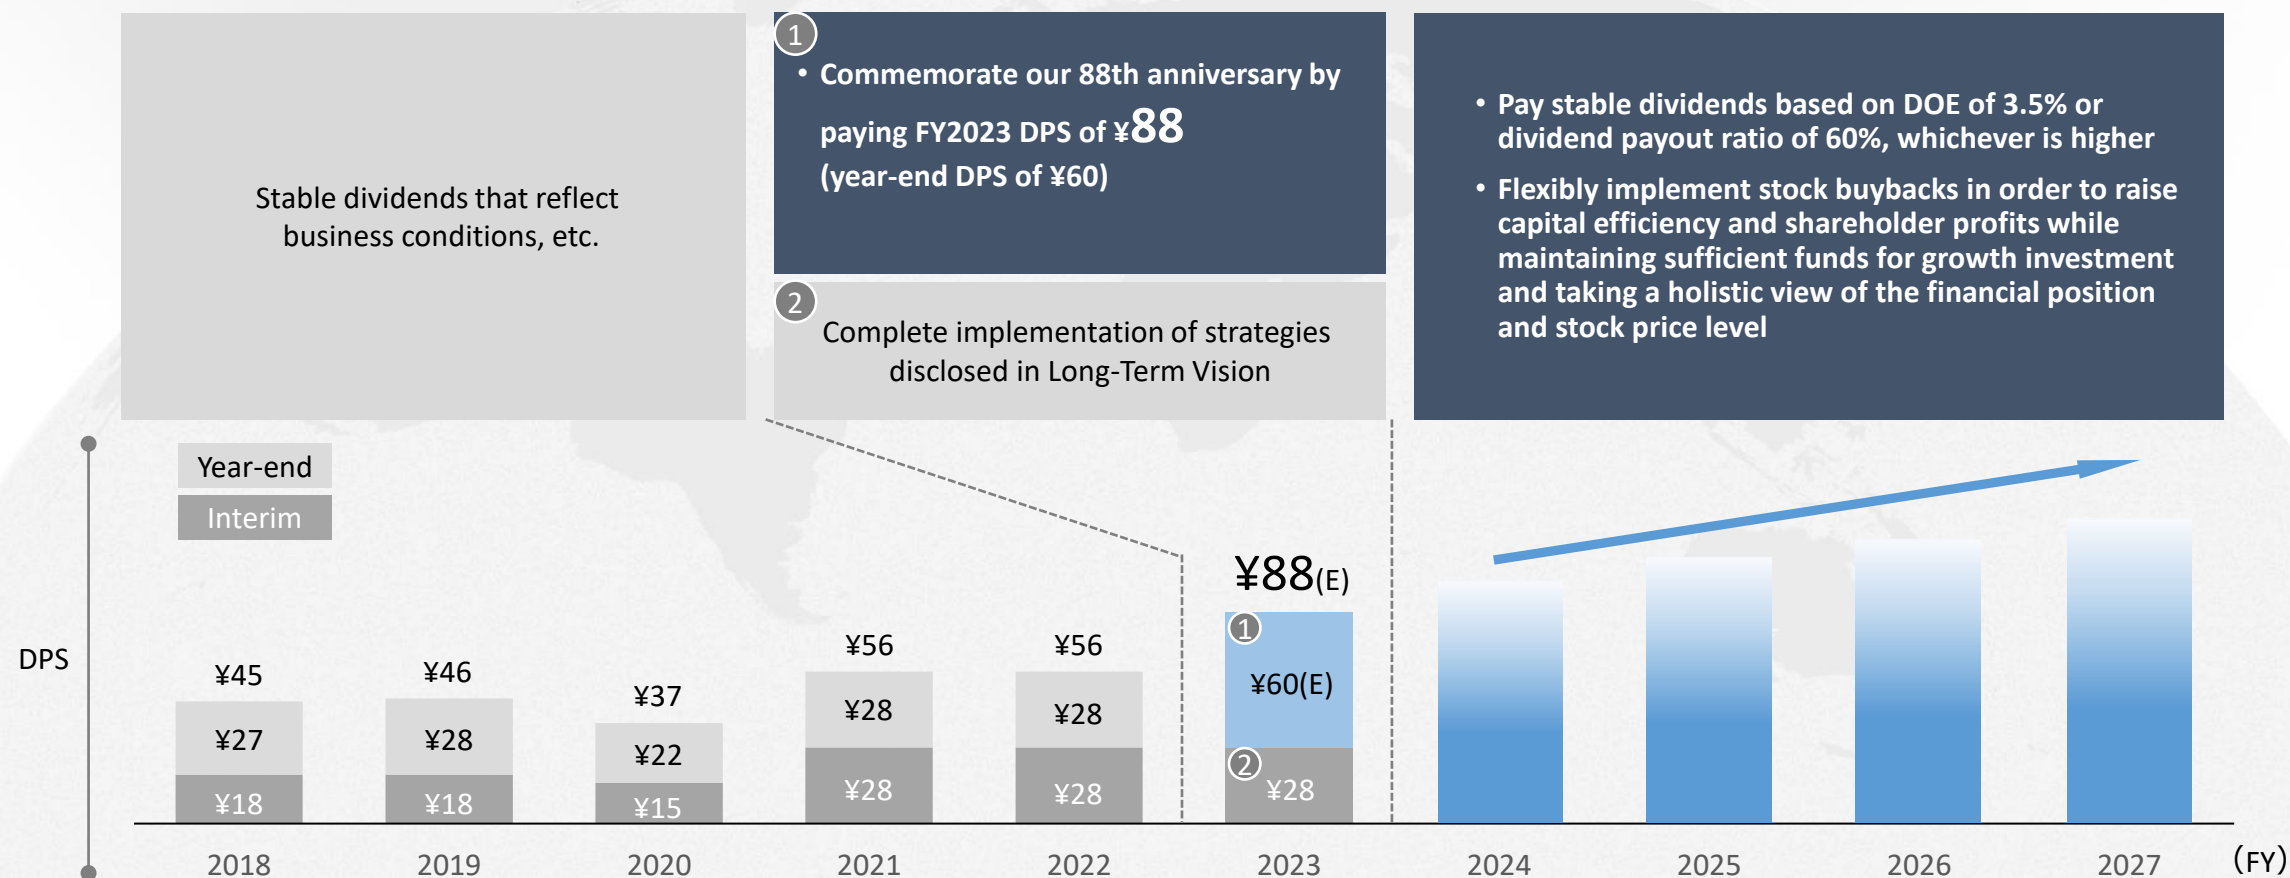 Stable dividends that reflect
business conditions, etc.
1
• Commemorate our 88th anniversary by
paying FY2023 DPS of ¥88
(year-end DPS of ¥60)
2
Complete implementation of strategies
disclosed in Long-Term Vision
• Pay stable dividends based on DOE of 3.5% or
dividend payout ratio of 60%, whichever is higher
• Flexibly implement stock buybacks in order to raise
capital efficiency and shareholder profits while
maintaining sufficient funds for growth investment
and taking a holistic view of the financial position
and stock price level
Year-end
Interim
DPS
¥45
¥27
¥18
¥46
¥28
¥18
¥37
¥22
¥15
¥56
¥28
¥28
¥56
¥28
¥28
¥88(E)
1
¥60(E)
2
¥28
2018 2019 2020 2021 2022 2023 2024 2025 2026 2027 (FY)